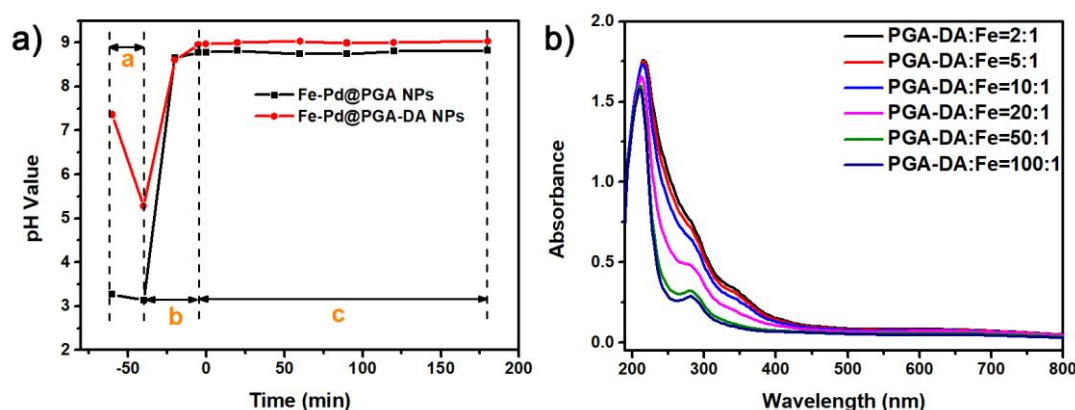 a)
pH Value
9
8
7
6
5
4
3
2
a
b
c
Fe-Pd@PGA NPs
Fe-Pd@PGA-DA NPs
-50
0
50
100
150
200
Time (min)
b)
Absorbance
2.0
1.5
1.0
0.5
0.0
PGA-DA:Fe=2:1
PGA-DA:Fe=5:1
PGA-DA:Fe=10:1
PGA-DA:Fe=20:1
PGA-DA:Fe=50:1
PGA-DA:Fe=100:1
200
300
400
500
600
700
800
Wavelength (nm)